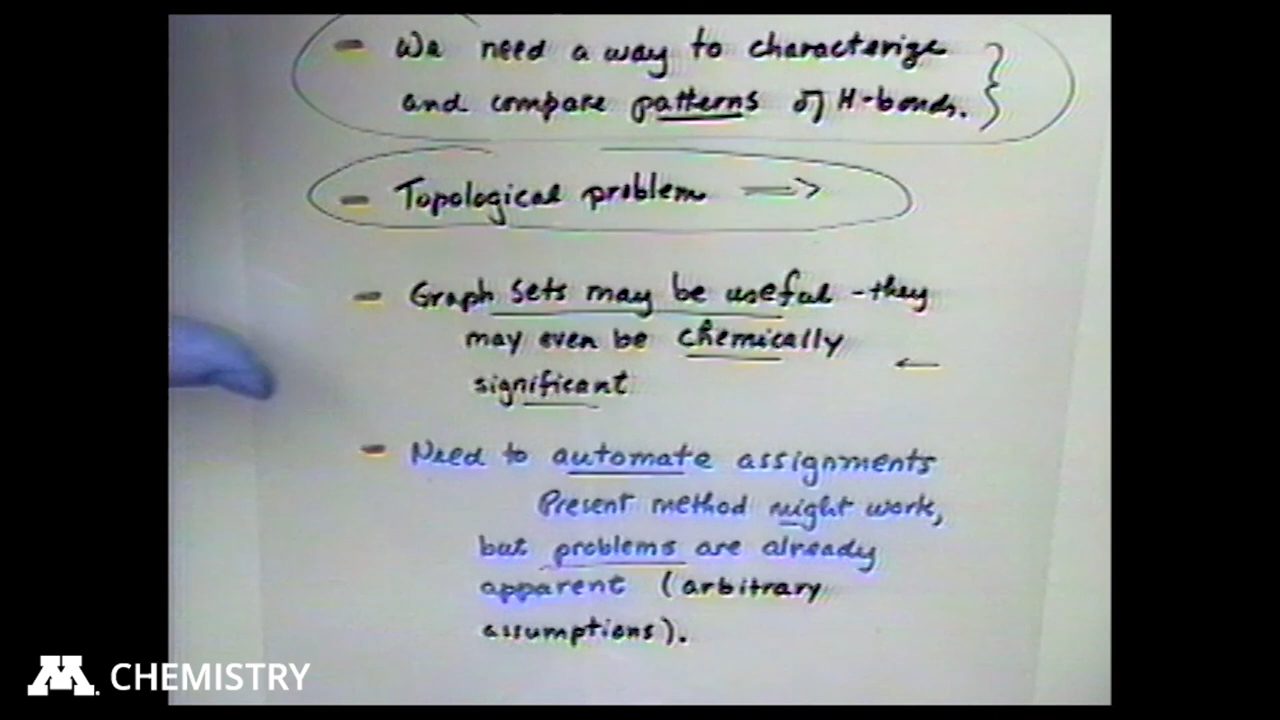 - We need a way to characterize
and compare patterns of H-bonds.
- Topological problem ⟹
- Graph sets may be useful - they
may even be chemically
significant
- Need to automate assignments
Present method might work,
but problems are already
apparent (arbitrary
assumptions).
M. CHEMISTRY